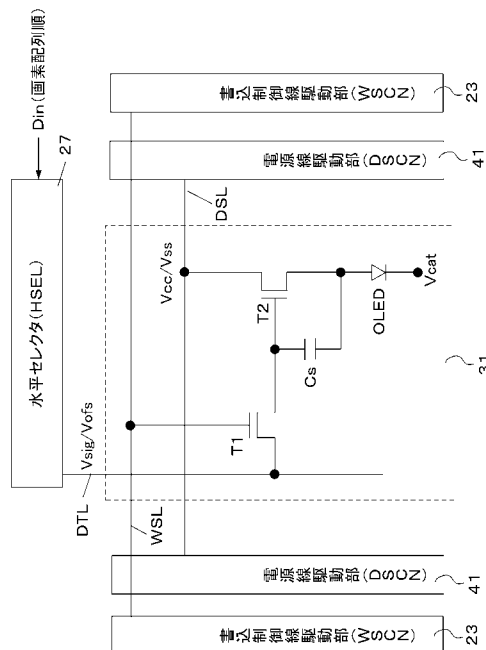 Din(画素配列順)
27
水平セレクタ(HSEL)
書込制御線駆動部(WSCN)
23
電源線駆動部(DSCN)
41
DSL
Vcc/Vss
Vsig/Vofs
DTL
WSL
T1
T2
Cs
OLED
Vcat
31
電源線駆動部(DSCN)
41
書込制御線駆動部(WSCN)
23